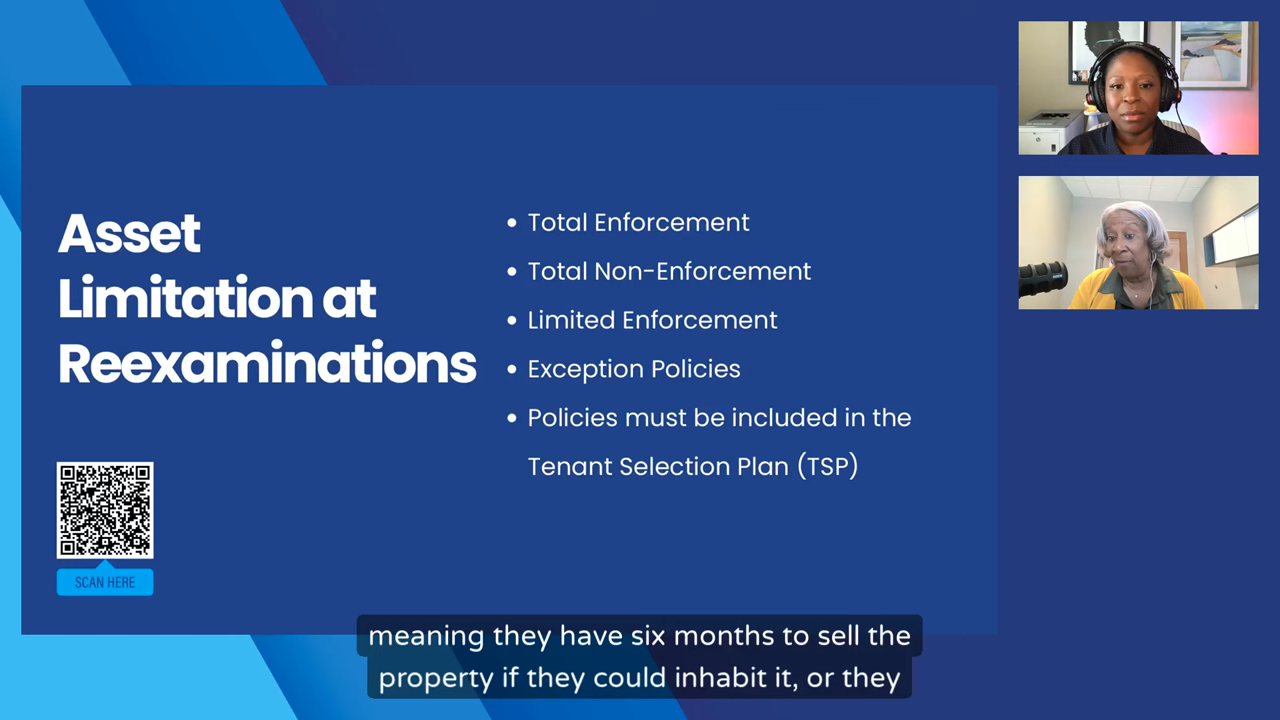 Asset
Limitation at
Reexaminations
• Total Enforcement
• Total Non-Enforcement
• Limited Enforcement
• Exception Policies
• Policies must be included in the
Tenant Selection Plan (TSP)
SCAN HERE
meaning they have six months to sell the
property if they could inhabit it, or they